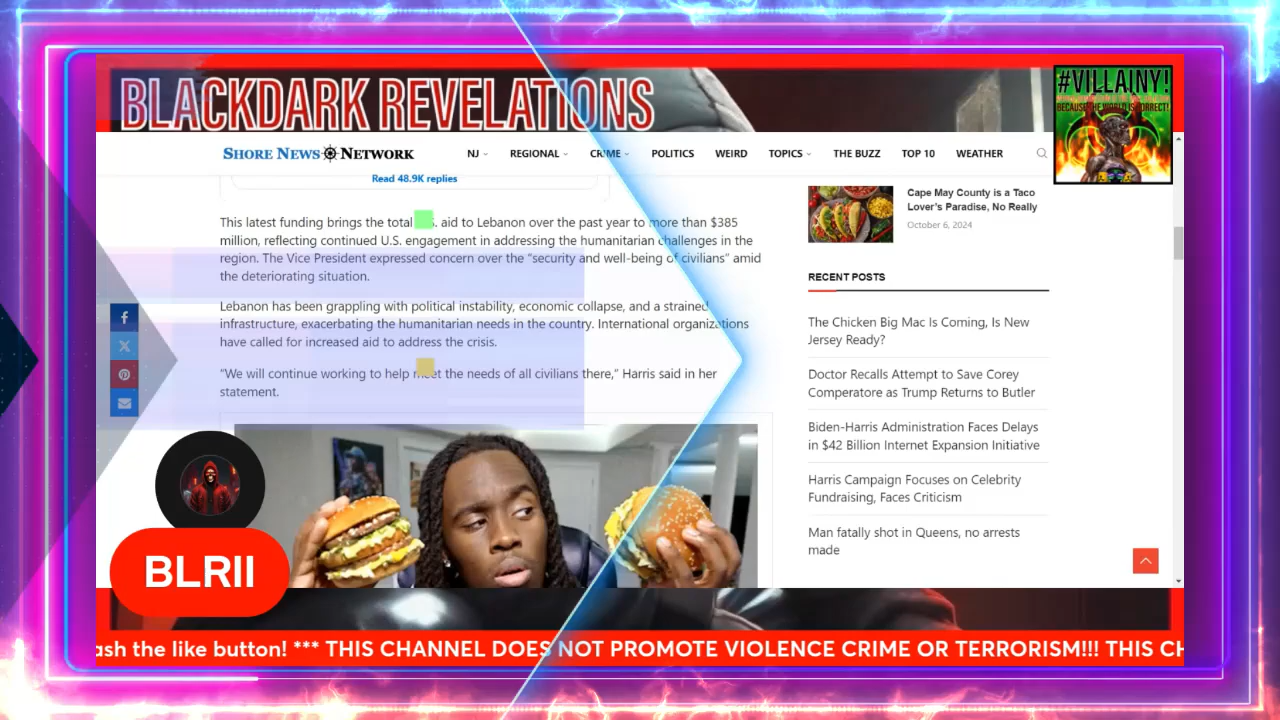 BLACKDARK REVELATIONS
#VILLAINY!
BECAUSE THE WORLD IS CORRECT!
SHORE NEWS NETWORK
NJ REGIONAL CRIME POLITICS WEIRD TOPICS THE BUZZ TOP 10 WEATHER
Read 48.9K replies
This latest funding brings the total . aid to Lebanon over the past year to more than $385
million, reflecting continued U.S. engagement in addressing the humanitarian challenges in the
region. The Vice President expressed concern over the “security and well-being of civilians” amid
the deteriorating situation.
Lebanon has been grappling with political instability, economic collapse, and a strained
infrastructure, exacerbating the humanitarian needs in the country. International organizations
have called for increased aid to address the crisis.
“We will continue working to help meet the needs of all civilians there,” Harris said in her
statement.
Cape May County is a Taco
Lover’s Paradise, No Really
October 6, 2024
RECENT POSTS
The Chicken Big Mac Is Coming, Is New
Jersey Ready?
Doctor Recalls Attempt to Save Corey
Comperatore as Trump Returns to Butler
Biden-Harris Administration Faces Delays
in $42 Billion Internet Expansion Initiative
Harris Campaign Focuses on Celebrity
Fundraising, Faces Criticism
Man fatally shot in Queens, no arrests
made
BLRII
ash the like button! *** THIS CHANNEL DOES NOT PROMOTE VIOLENCE CRIME OR TERRORISM!!! THIS CH